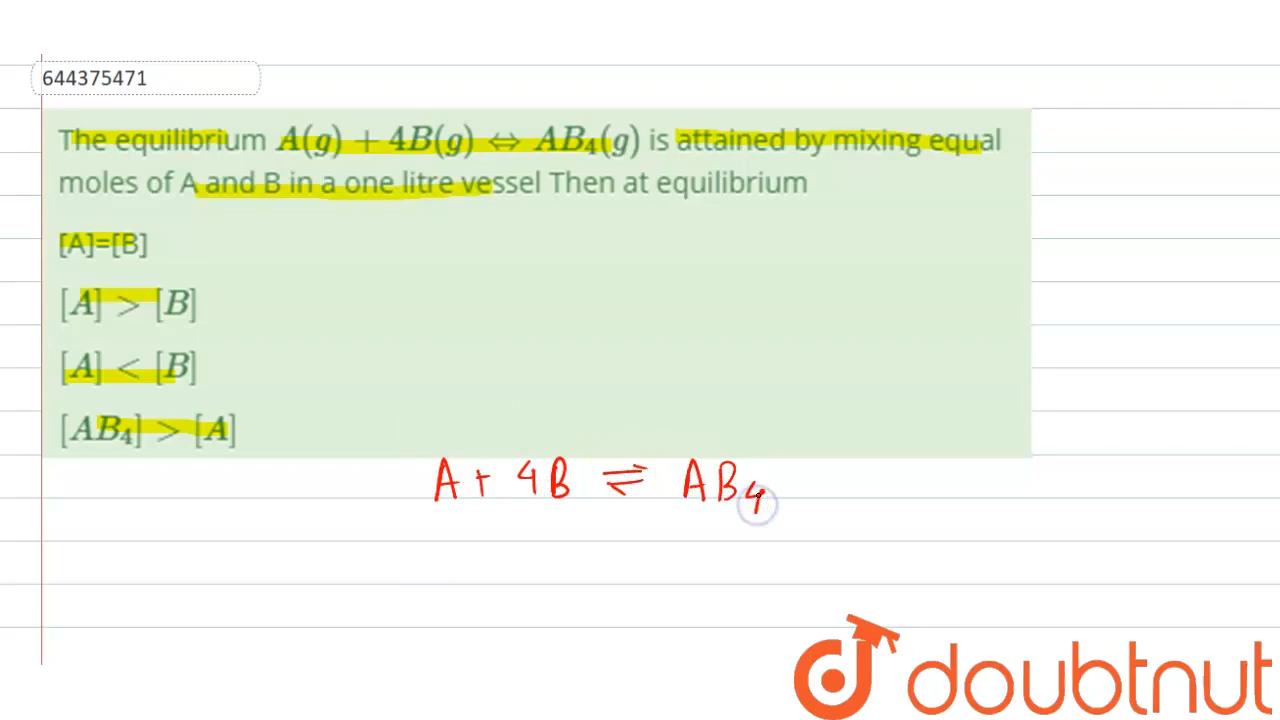 644375471
The equilibrium A(g) + 4B(g) ⇔ AB₄(g) is attained by mixing equal
moles of A and B in a one litre vessel Then at equilibrium
[A]=[B]
[A] > [B]
[A] < [B]
[AB₄] > [A]
A + 4B ⇌ AB₄
doubtnut